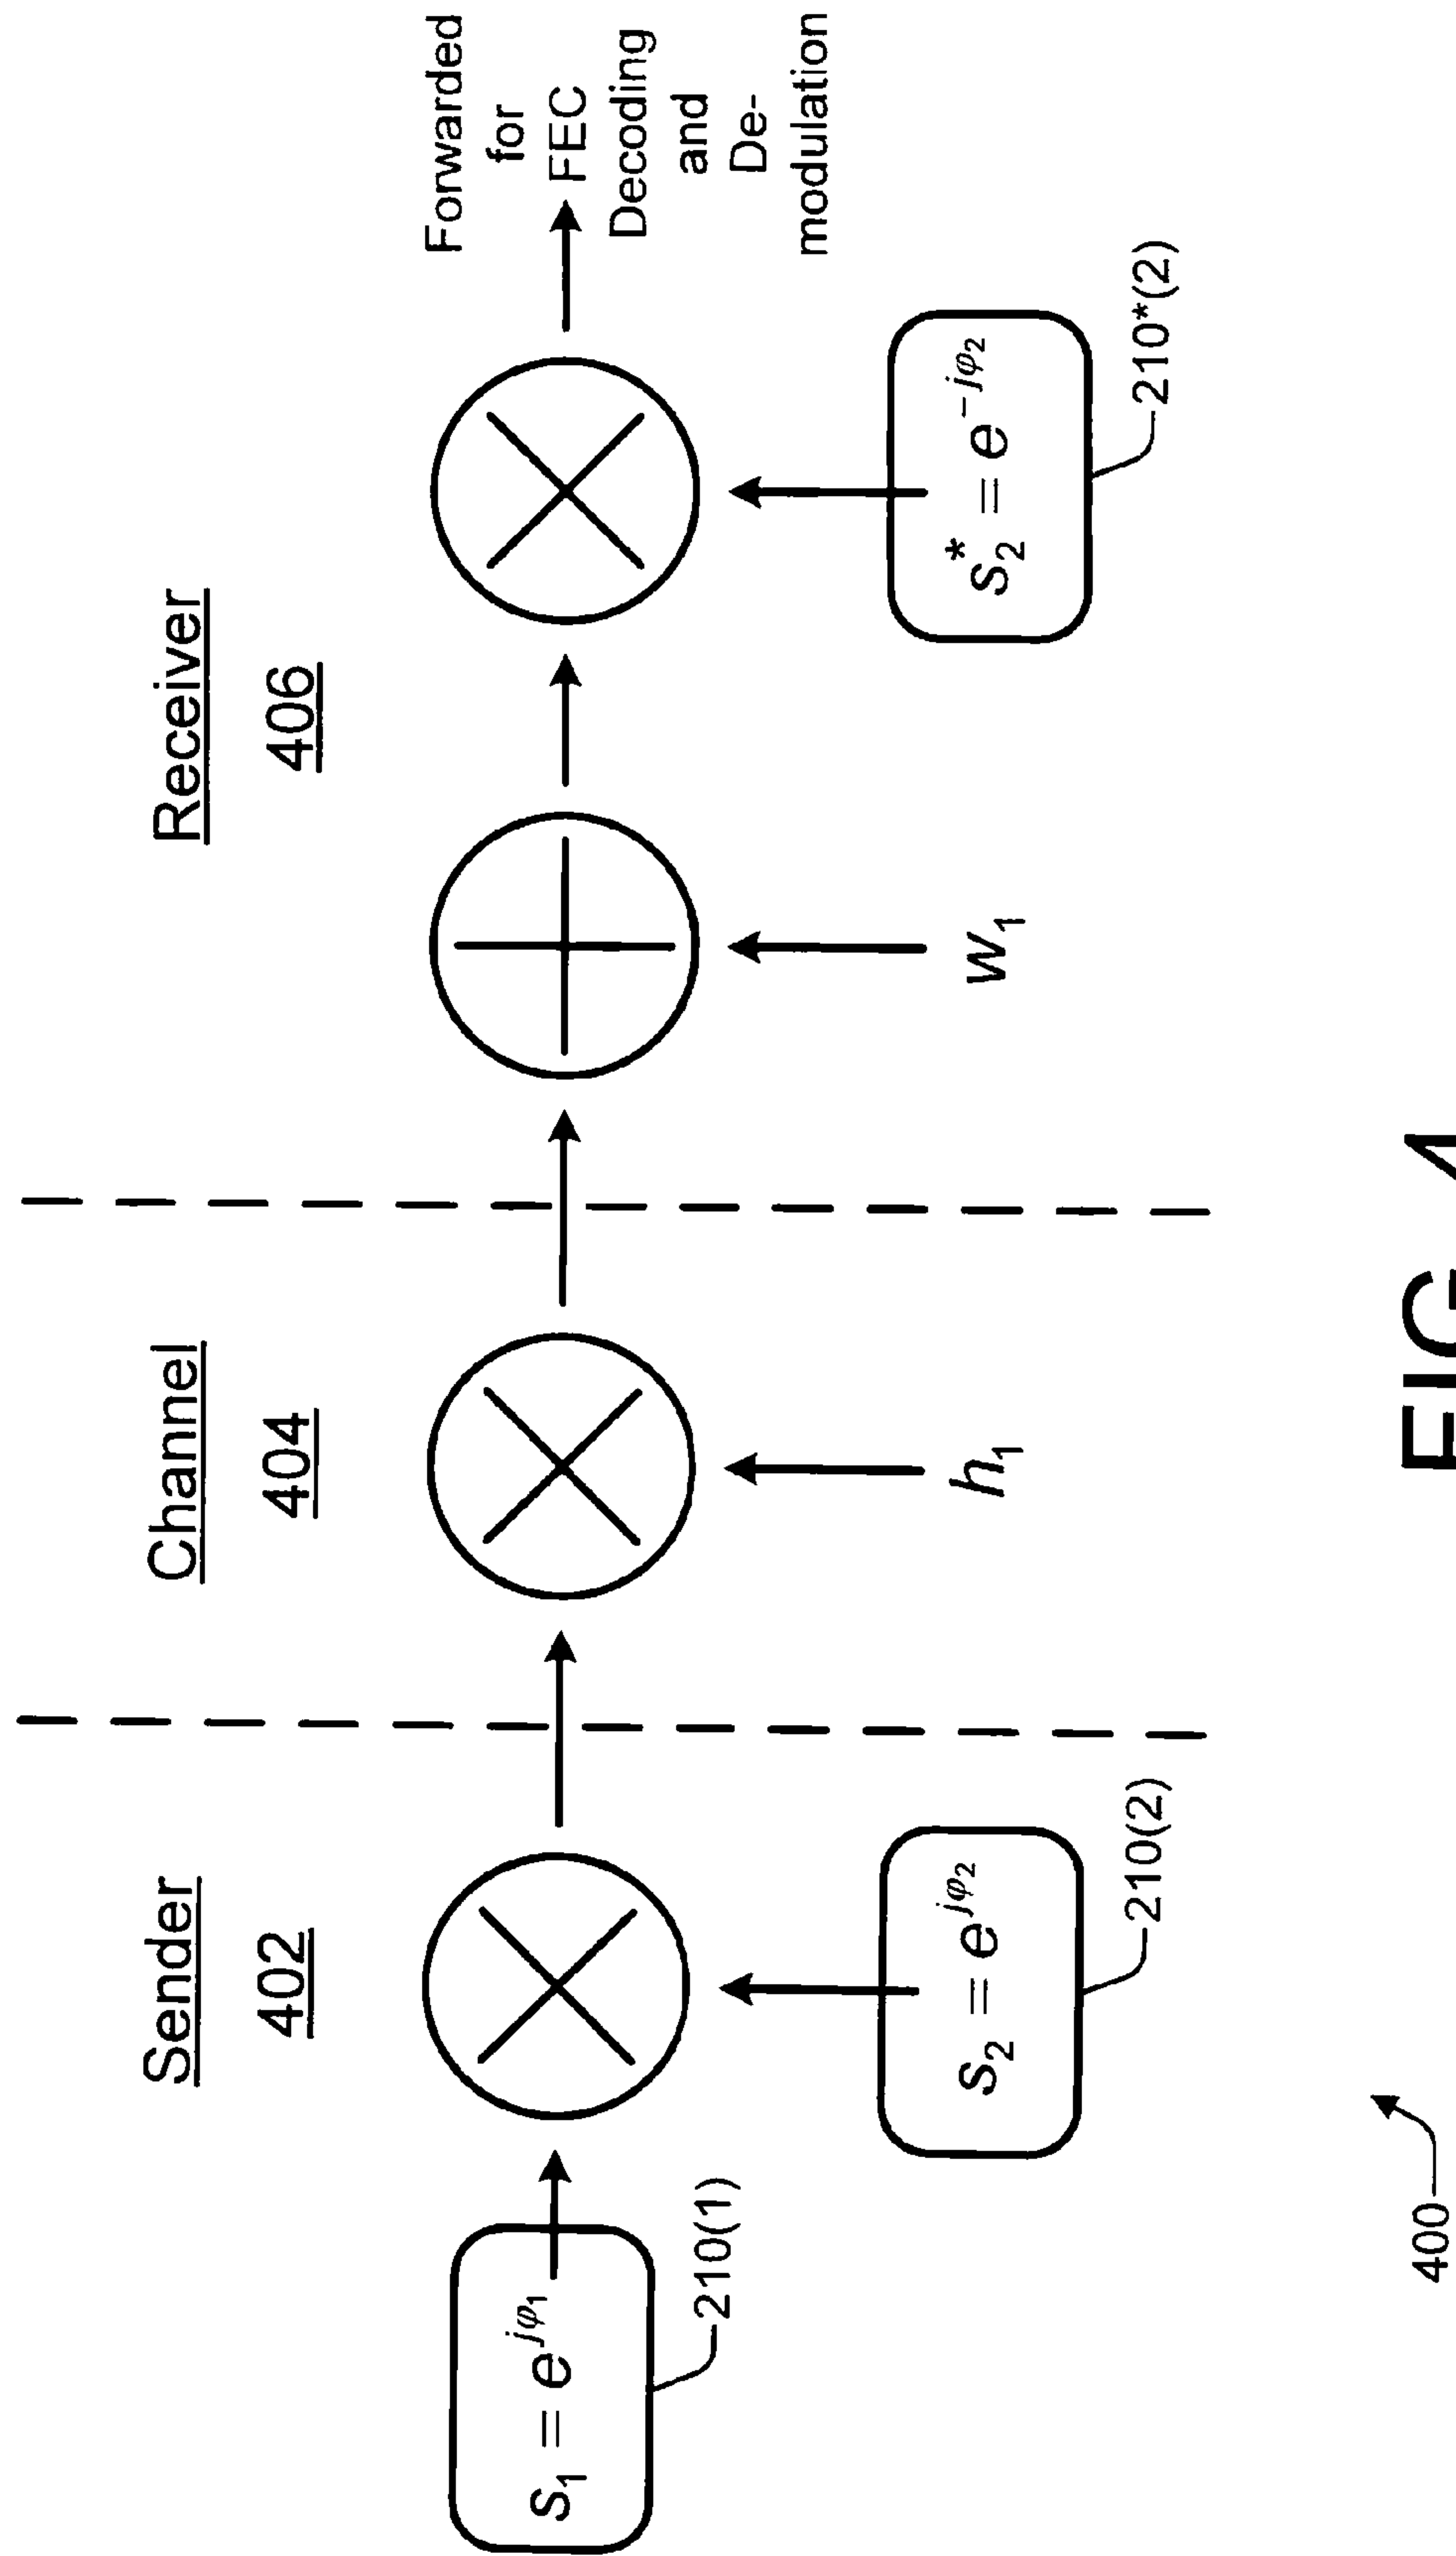 Sender
402
Channel
404
Receiver
406
s₁ = e^{jφ₁}
210(1)
s₂ = e^{jφ₂}
210(2)
h₁
w₁
s₂* = e^{-jφ₂}
210*(2)
Forwarded
for
FEC
Decoding
and
De-
modulation
400
FIG. 4